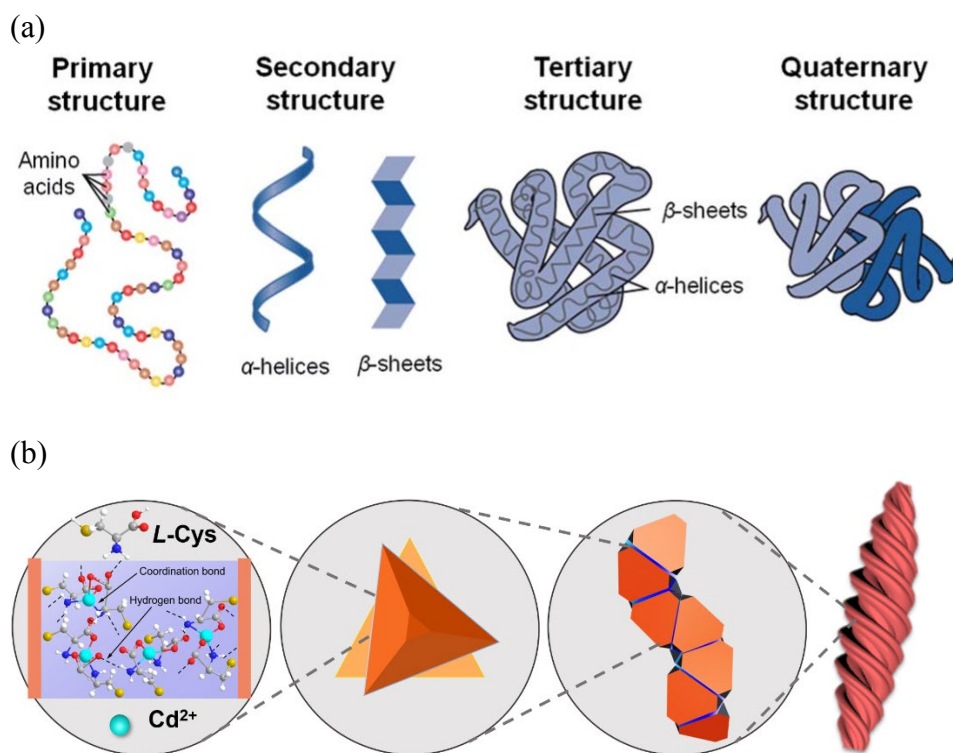 (a)
Primary structure
Secondary structure
Tertiary structure
Quaternary structure
Amino acids
α-helices
β-sheets
β-sheets
α-helices
(b)
L-Cys
Coordination bond
Hydrogen bond
Cd²⁺